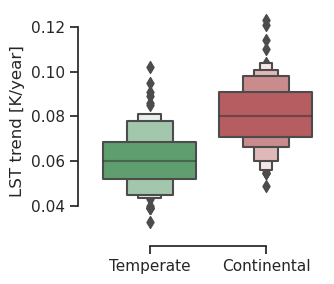 LST trend [K/year]
0.12
0.10
0.08
0.06
0.04
Temperate
Continental